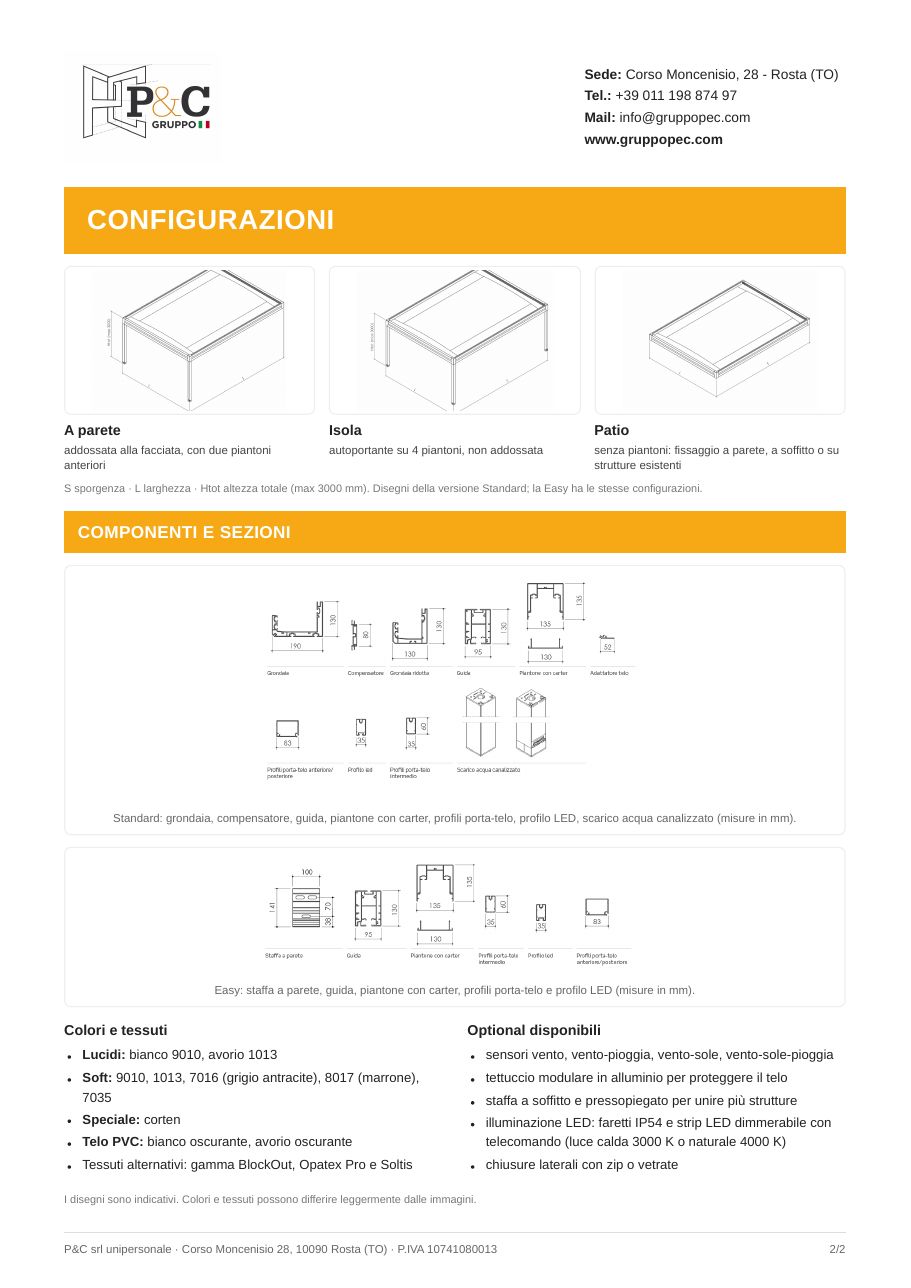 P&C
GRUPPO
Sede: Corso Moncenisio, 28 - Rosta (TO)
Tel.: +39 011 198 874 97
Mail: info@gruppopec.com
www.gruppopec.com
CONFIGURAZIONI
A parete
addossata alla facciata, con due piantoni
anteriori
Isola
autoportante su 4 piantoni, non addossata
Patio
senza piantoni: fissaggio a parete, a soffitto o su
strutture esistenti
S sporgenza · L larghezza · Htot altezza totale (max 3000 mm). Disegni della versione Standard; la Easy ha le stesse configurazioni.
COMPONENTI E SEZIONI
190 130 80 130 130 95 130 135 135 130 52
Grondaia Compensatore Grondaia ridotta Guida Piantone con carter Adattatore telo
83 35 35 60
Profili porta-telo anteriore/ Profilo led Profili porta-telo Scarico acqua canalizzato
posteriore intermedio
Standard: grondaia, compensatore, guida, piantone con carter, profili porta-telo, profilo LED, scarico acqua canalizzato (misure in mm).
100 141 70 38 95 130 135 135 130 35 60 35 83
Staffa a parete Guida Piantone con carter Profili porta-telo Profilo led Profili porta-telo
intermedio anteriore/posteriore
Easy: staffa a parete, guida, piantone con carter, profili porta-telo e profilo LED (misure in mm).
Colori e tessuti
• Lucidi: bianco 9010, avorio 1013
• Soft: 9010, 1013, 7016 (grigio antracite), 8017 (marrone),
7035
• Speciale: corten
• Telo PVC: bianco oscurante, avorio oscurante
• Tessuti alternativi: gamma BlockOut, Opatex Pro e Soltis
Optional disponibili
• sensori vento, vento-pioggia, vento-sole, vento-sole-pioggia
• tettuccio modulare in alluminio per proteggere il telo
• staffa a soffitto e pressopiegato per unire più strutture
• illuminazione LED: faretti IP54 e strip LED dimmerabile con
telecomando (luce calda 3000 K o naturale 4000 K)
• chiusure laterali con zip o vetrate
I disegni sono indicativi. Colori e tessuti possono differire leggermente dalle immagini.
P&C srl unipersonale · Corso Moncenisio 28, 10090 Rosta (TO) · P.IVA 10741080013
2/2